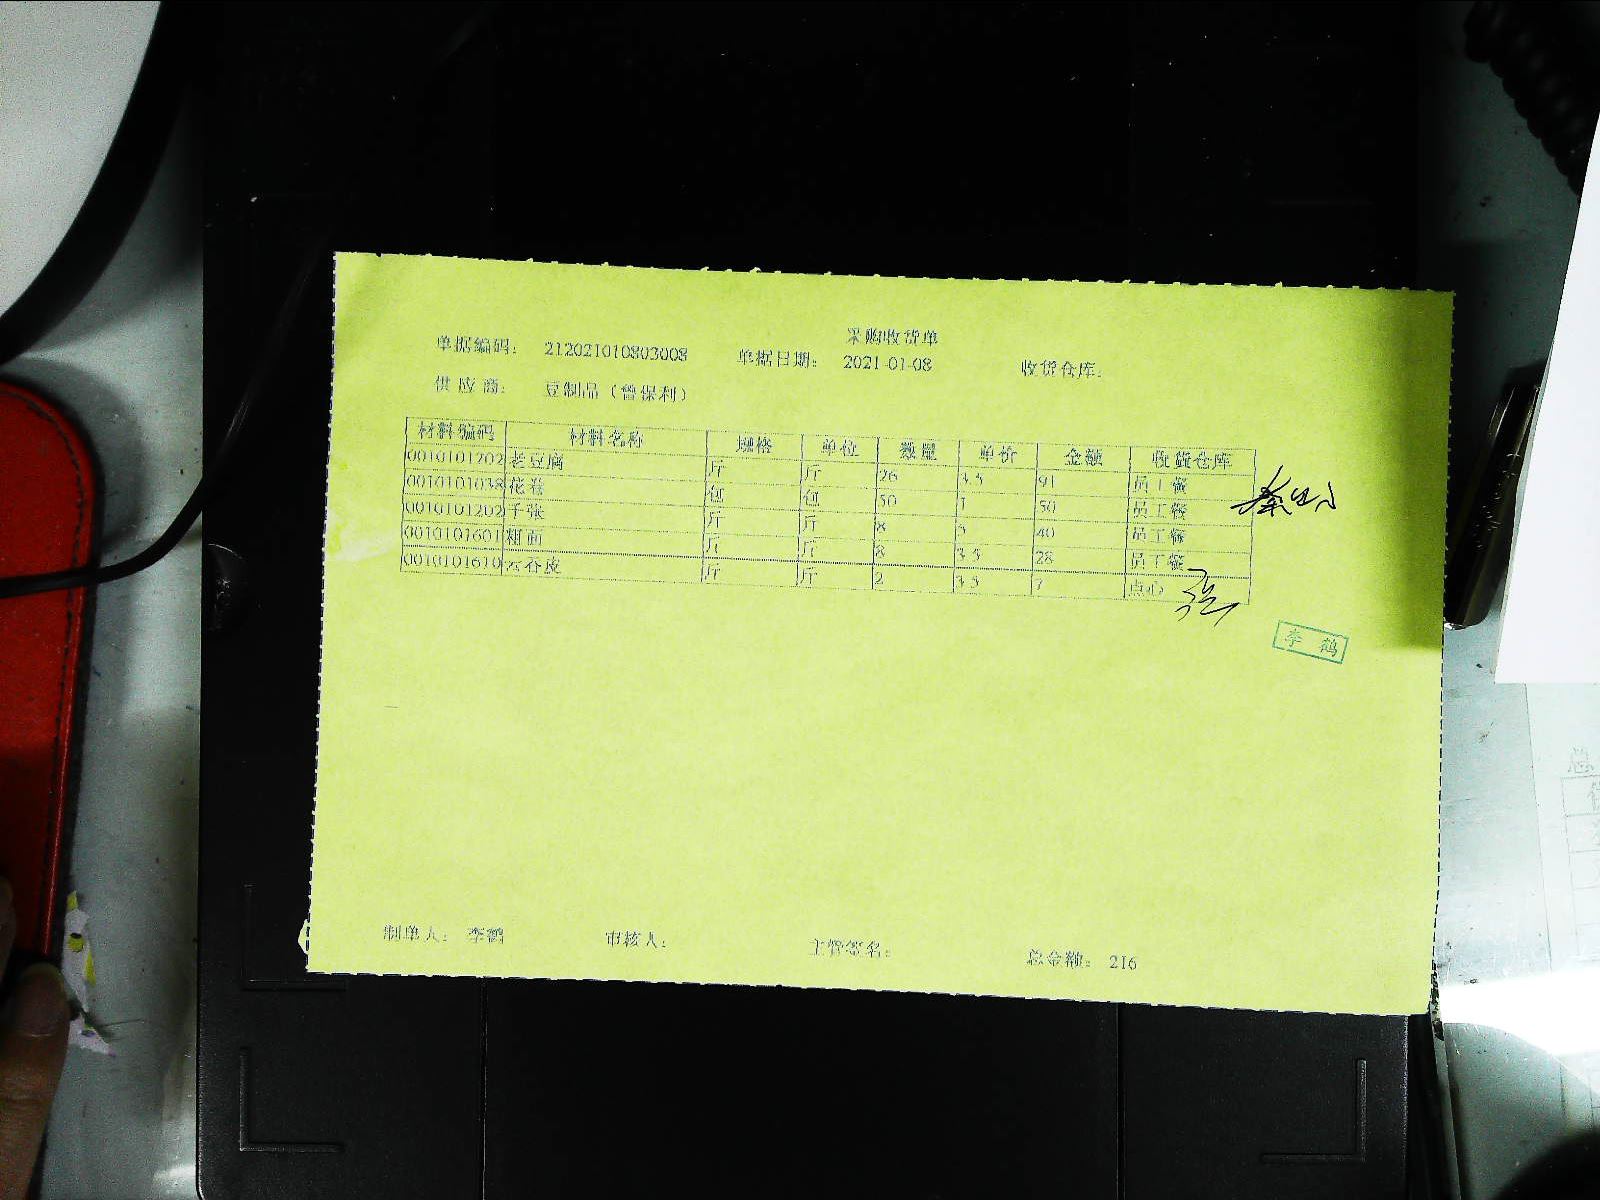 采购收货单
单据编码： 212021010803008 单据日期： 2021-01-08 收货仓库：
供应商： 豆制品（曾保利）
材料编码 材料名称 规格 单位 数量 单价 金额 收货仓库
0010101202 老豆腐 斤 斤 26 3.5 91 员工餐
0010101038 花卷 包 包 50 1 50 员工餐
0010101202 千张 斤 斤 8 5 40 员工餐
0010101601 粗面 斤 斤 8 3.5 28 员工餐
0010101610 云吞皮 斤 斤 2 3.5 7 点心
李鹤
制单人： 李鹤 审核人： 主管签名： 总金额： 216